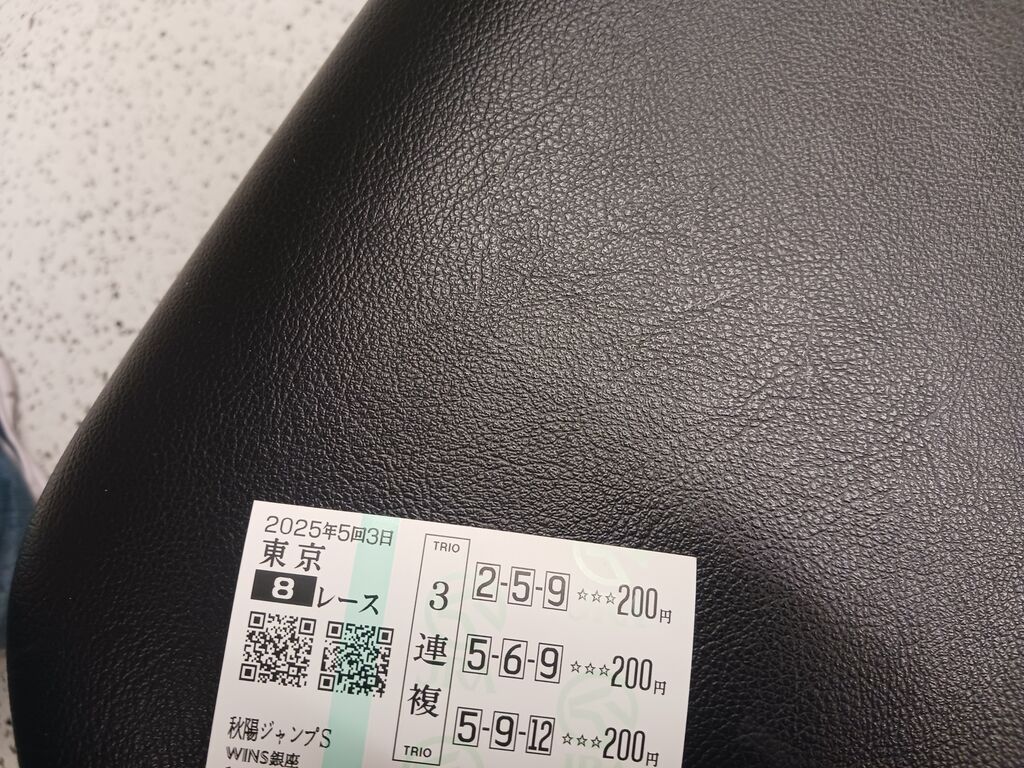 2025年5回3日
東京
8レース
秋陽ジャンプS
WINS銀座
TRIO
3連複
TRIO
2-5-9 ☆☆☆200円
5-6-9 ☆☆☆200円
5-9-12 ☆☆☆200円